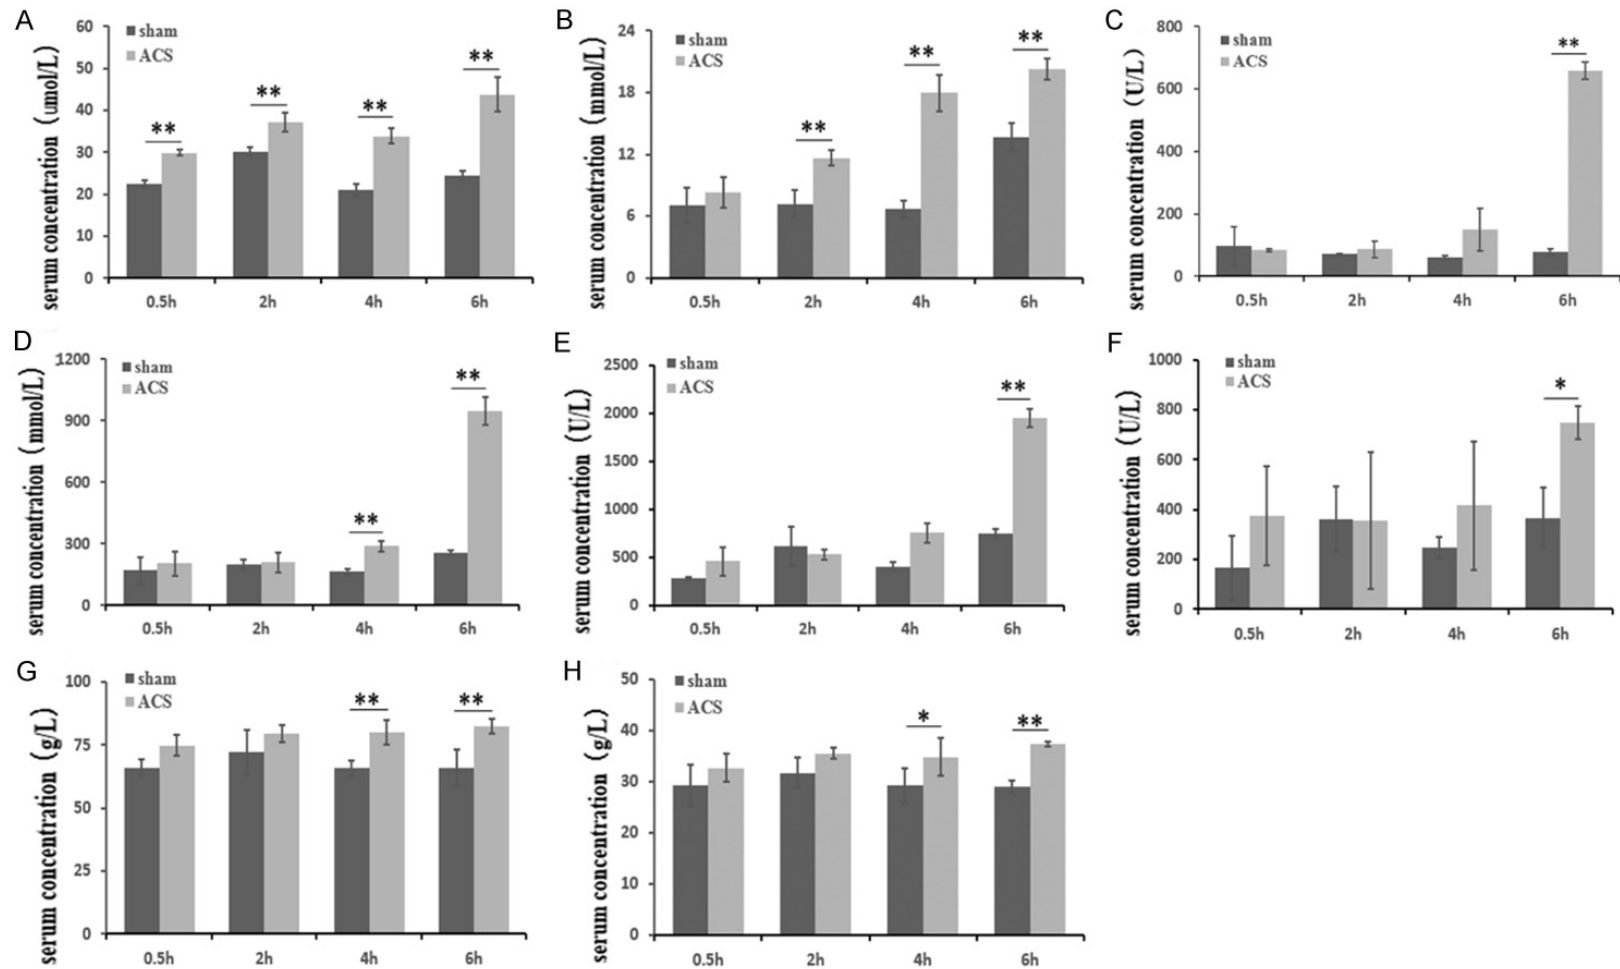 A
serum concentration (umol/L)
60
50
40
30
20
10
0
sham
ACS
**
**
**
**
0.5h 2h 4h 6h
B
serum concentration (mmol/L)
24
18
12
6
0
sham
ACS
**
**
**
0.5h 2h 4h 6h
C
serum concentration (U/L)
800
600
400
200
0
sham
ACS
**
0.5h 2h 4h 6h
D
serum concentration (mmol/L)
1200
900
600
300
0
sham
ACS
**
**
0.5h 2h 4h 6h
E
serum concentration (U/L)
2500
2000
1500
1000
500
0
sham
ACS
**
0.5h 2h 4h 6h
F
serum concentration (U/L)
1000
800
600
400
200
0
sham
ACS
*
0.5h 2h 4h 6h
G
serum concentration (g/L)
100
75
50
25
0
sham
ACS
**
**
0.5h 2h 4h 6h
H
serum concentration (g/L)
50
40
30
20
10
0
sham
ACS
*
**
0.5h 2h 4h 6h